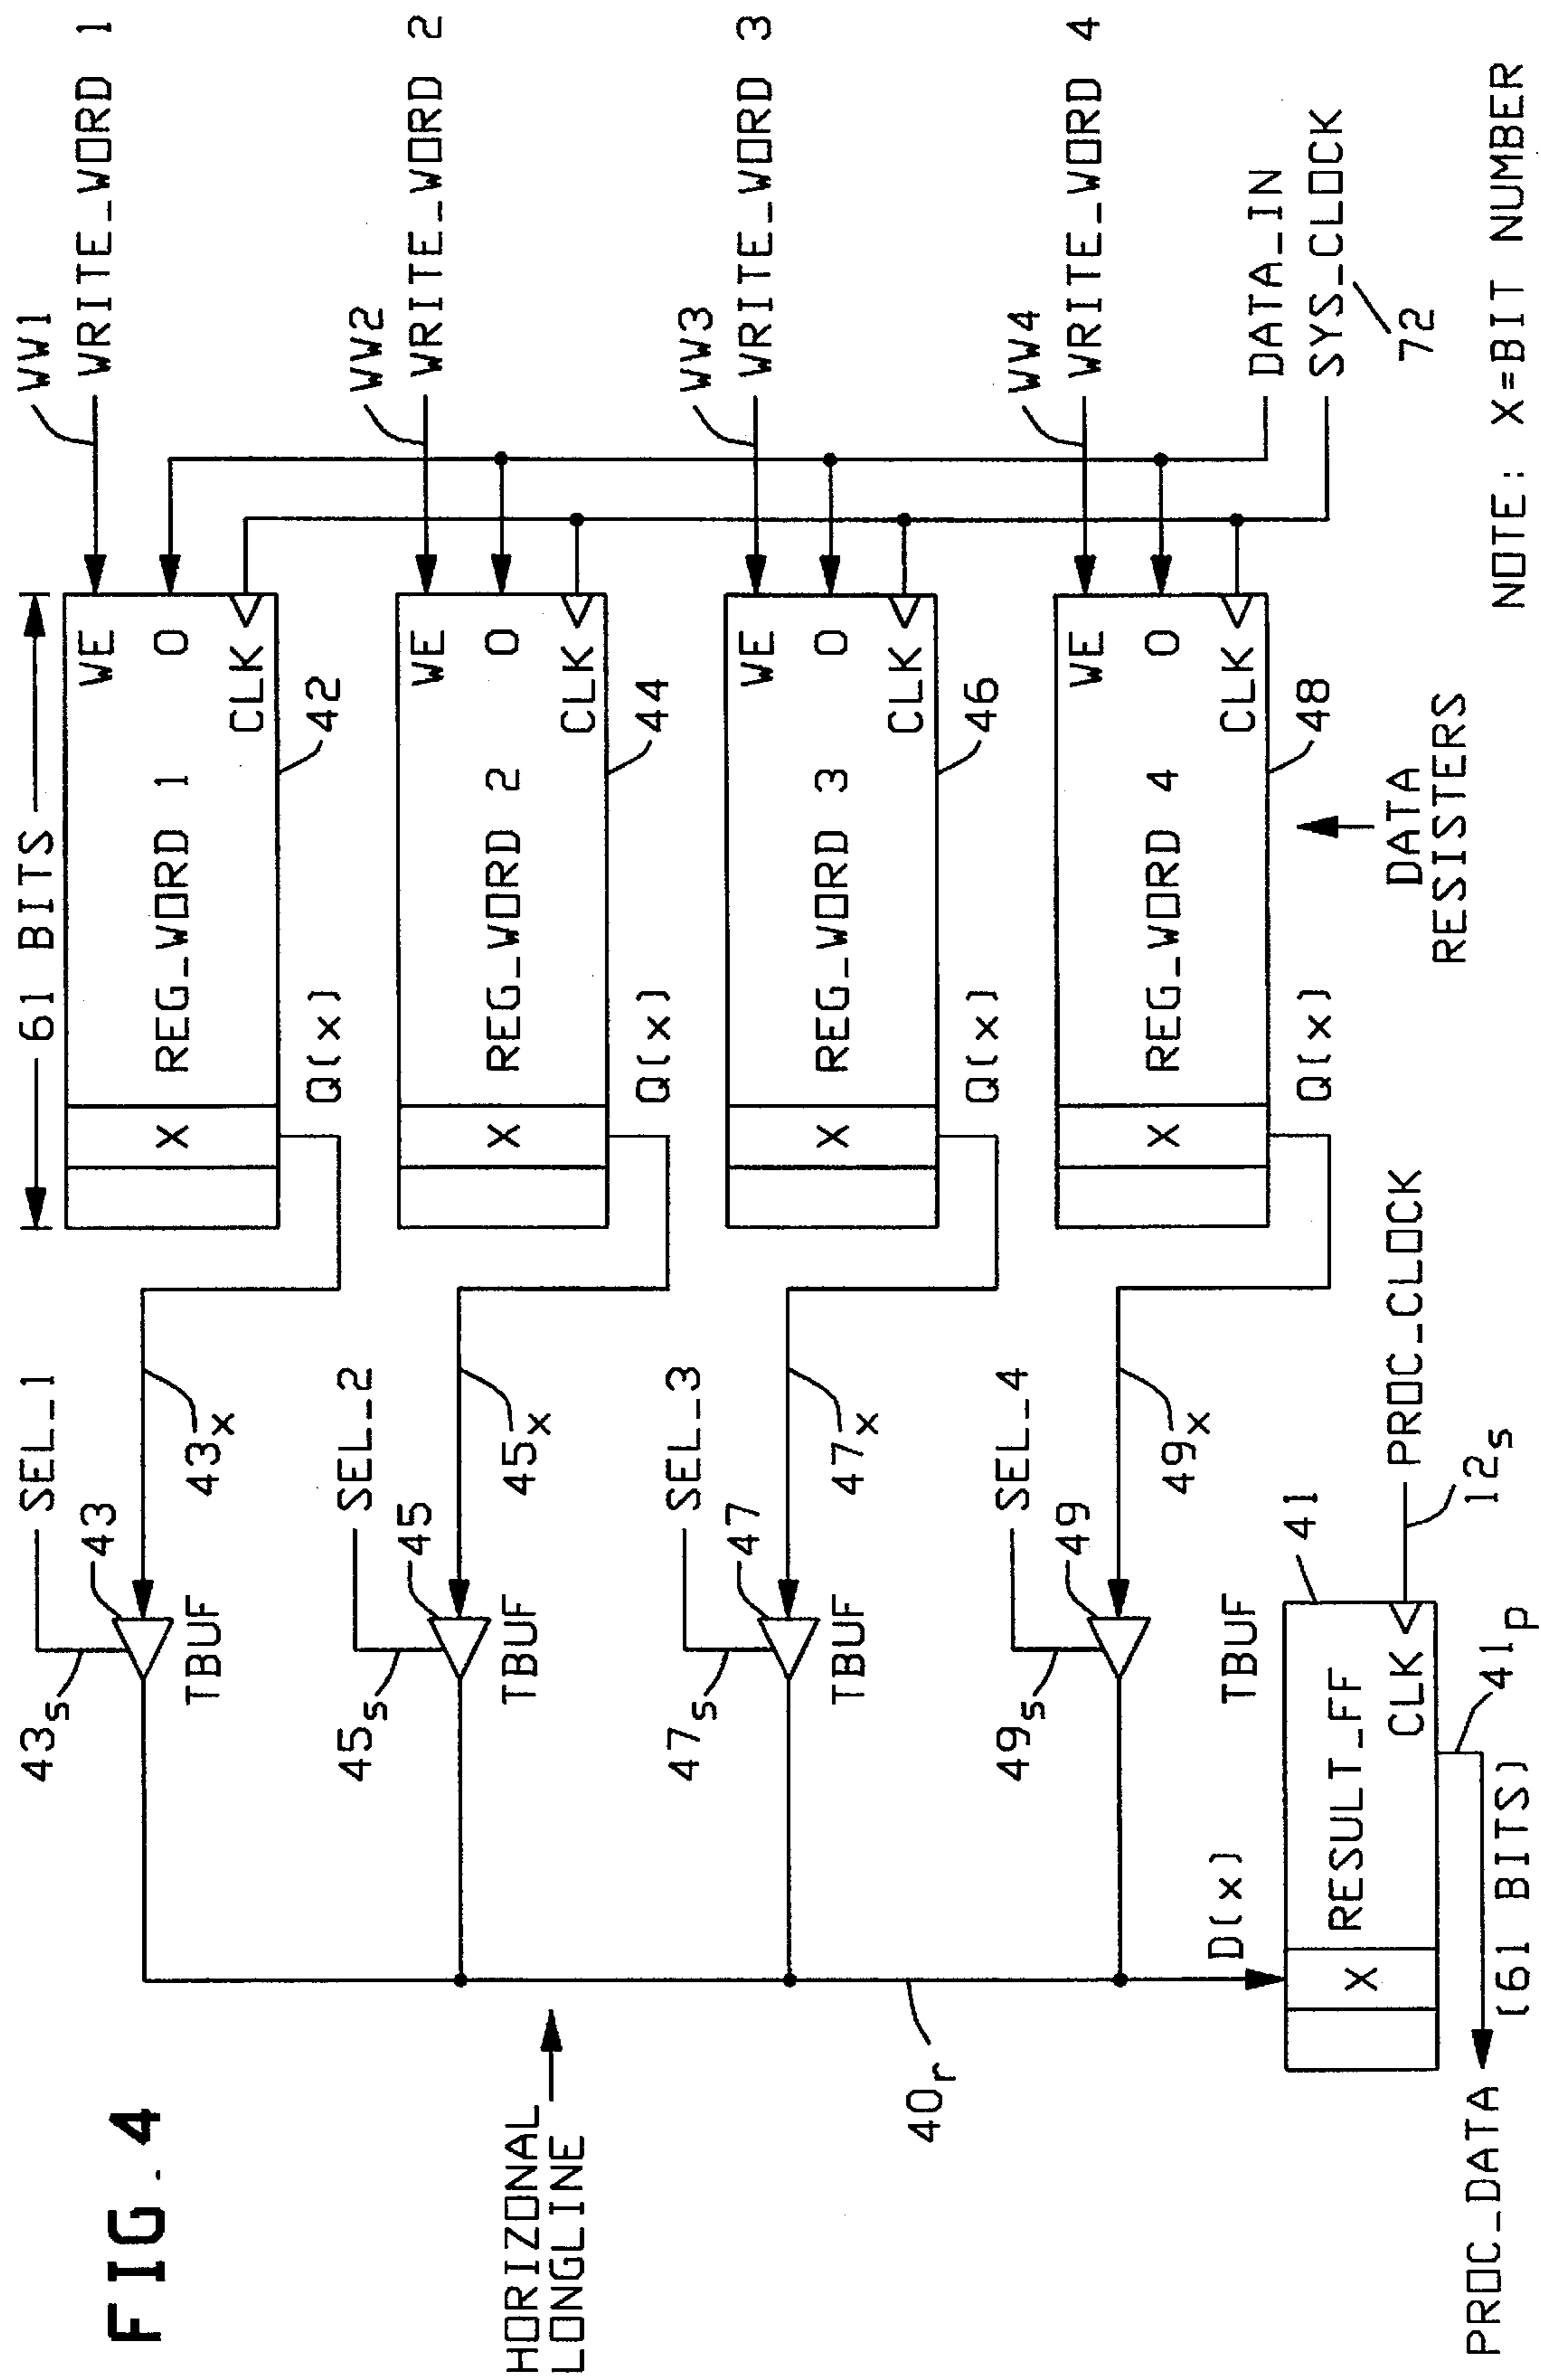 FIG. 4
61 BITS
WW1
WRITE_WORD 1
WE
O
CLK
REG_WORD 1
X
42
Q(x)
SEL_1
43
43x
43s
TBUF
WW2
WRITE_WORD 2
WE
O
CLK
REG_WORD 2
X
44
Q(x)
SEL_2
45
45x
45s
TBUF
WW3
WRITE_WORD 3
WE
O
CLK
REG_WORD 3
X
46
Q(x)
SEL_3
47
47x
47s
TBUF
WW4
WRITE_WORD 4
WE
O
CLK
REG_WORD 4
X
48
Q(x)
SEL_4
49
49x
49s
TBUF
DATA_IN
SYS_CLOCK
72
DATA
RESISTERS
HORIZONAL
LONGLINE
40r
D(x)
X
RESULT_FF
CLK
41
PROC_CLOCK
12s
41p
PROC_DATA
(61 BITS)
NOTE: X=BIT NUMBER